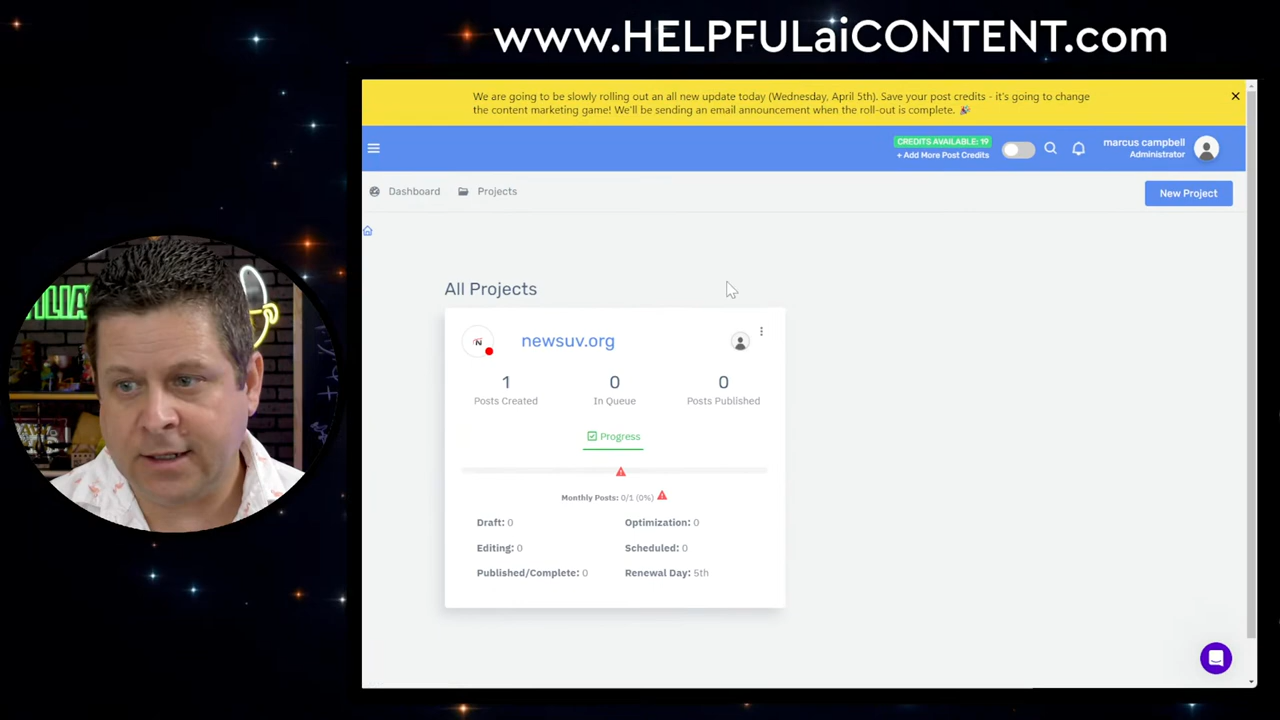 www.HELPFULaiCONTENT.com
We are going to be slowly rolling out an all new update today (Wednesday, April 5th). Save your post credits - it's going to change
the content marketing game! We'll be sending an email announcement when the roll-out is complete. 🎉
CREDITS AVAILABLE: 19
+ Add More Post Credits
marcus campbell
Administrator
Dashboard
Projects
New Project
All Projects
N
newsuv.org
1
0
0
Posts Created
In Queue
Posts Published
Progress
Monthly Posts: 0/1 (0%)
Draft: 0
Optimization: 0
Editing: 0
Scheduled: 0
Published/Complete: 0
Renewal Day: 5th